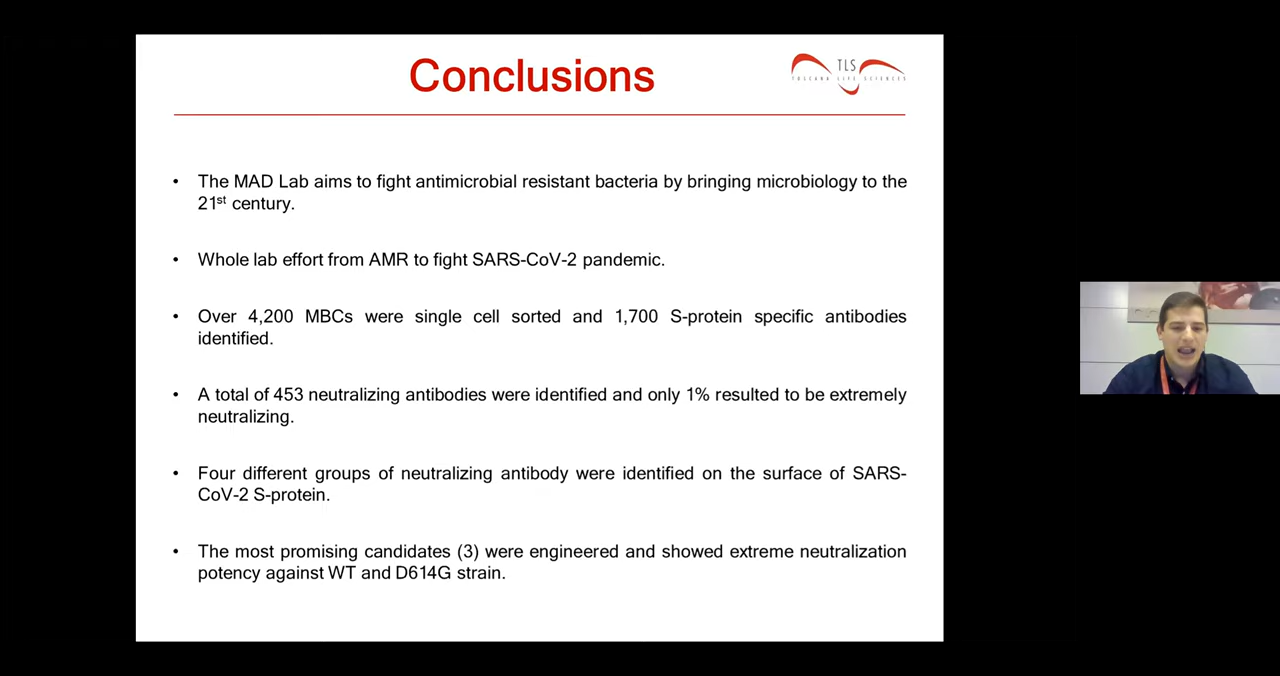 Conclusions
TLS
TOSCANA LIFE SCIENCES
• The MAD Lab aims to fight antimicrobial resistant bacteria by bringing microbiology to the
21st century.
• Whole lab effort from AMR to fight SARS-CoV-2 pandemic.
• Over 4,200 MBCs were single cell sorted and 1,700 S-protein specific antibodies
identified.
• A total of 453 neutralizing antibodies were identified and only 1% resulted to be extremely
neutralizing.
• Four different groups of neutralizing antibody were identified on the surface of SARS-
CoV-2 S-protein.
• The most promising candidates (3) were engineered and showed extreme neutralization
potency against WT and D614G strain.